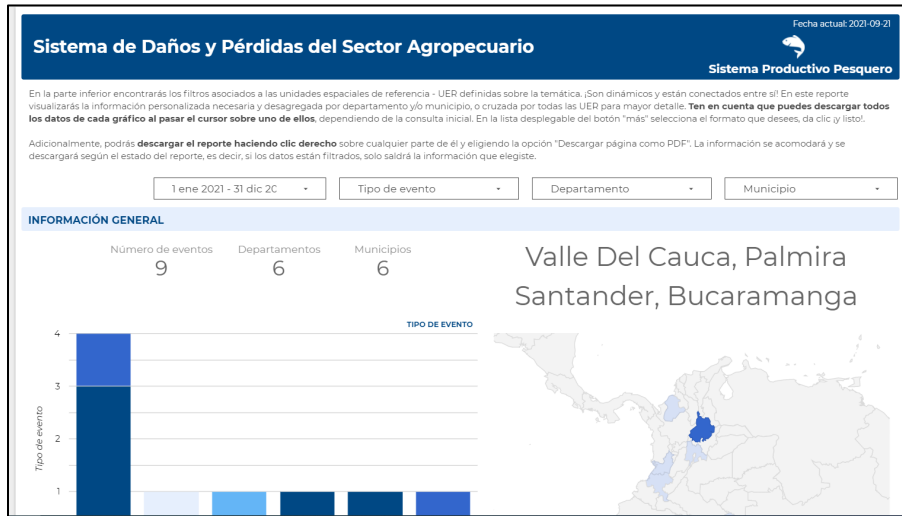 Fecha actual: 2021-09-21
Sistema de Daños y Pérdidas del Sector Agropecuario
Sistema Productivo Pesquero
En la parte inferior encontrarás los filtros asociados a las unidades espaciales de referencia - UER definidas sobre la temática. ¡Son dinámicos y están conectados entre sí! En este reporte
visualizarás la información personalizada necesaria y desagregada por departamento y/o municipio, o cruzada por todas las UER para mayor detalle. Ten en cuenta que puedes descargar todos
los datos de cada gráfico al pasar el cursor sobre uno de ellos, dependiendo de la consulta inicial. En la lista desplegable del botón "más" selecciona el formato que desees, da clic ¡y listo!.
Adicionalmente, podrás descargar el reporte haciendo clic derecho sobre cualquier parte de él y eligiendo la opción "Descargar página como PDF". La información se acomodará y se
descargará según el estado del reporte, es decir, si los datos están filtrados, solo saldrá la información que elegiste.
1 ene 2021 - 31 dic 20
Tipo de evento
Departamento
Municipio
INFORMACIÓN GENERAL
Número de eventos
Departamentos
Municipios
9
6
6
Valle Del Cauca, Palmira
Santander, Bucaramanga
TIPO DE EVENTO
4
3
2
1
Tipo de evento